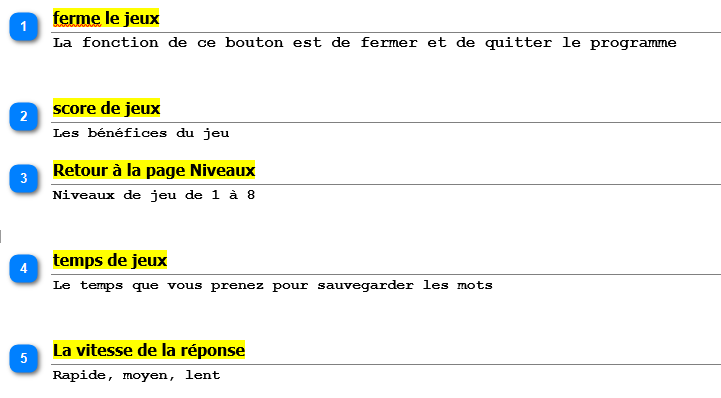 1 ferme le jeux
La fonction de ce bouton est de fermer et de quitter le programme
2 score de jeux
Les bénéfices du jeu
3 Retour à la page Niveaux
Niveaux de jeu de 1 à 8
4 temps de jeux
Le temps que vous prenez pour sauvegarder les mots
5 La vitesse de la réponse
Rapide, moyen, lent